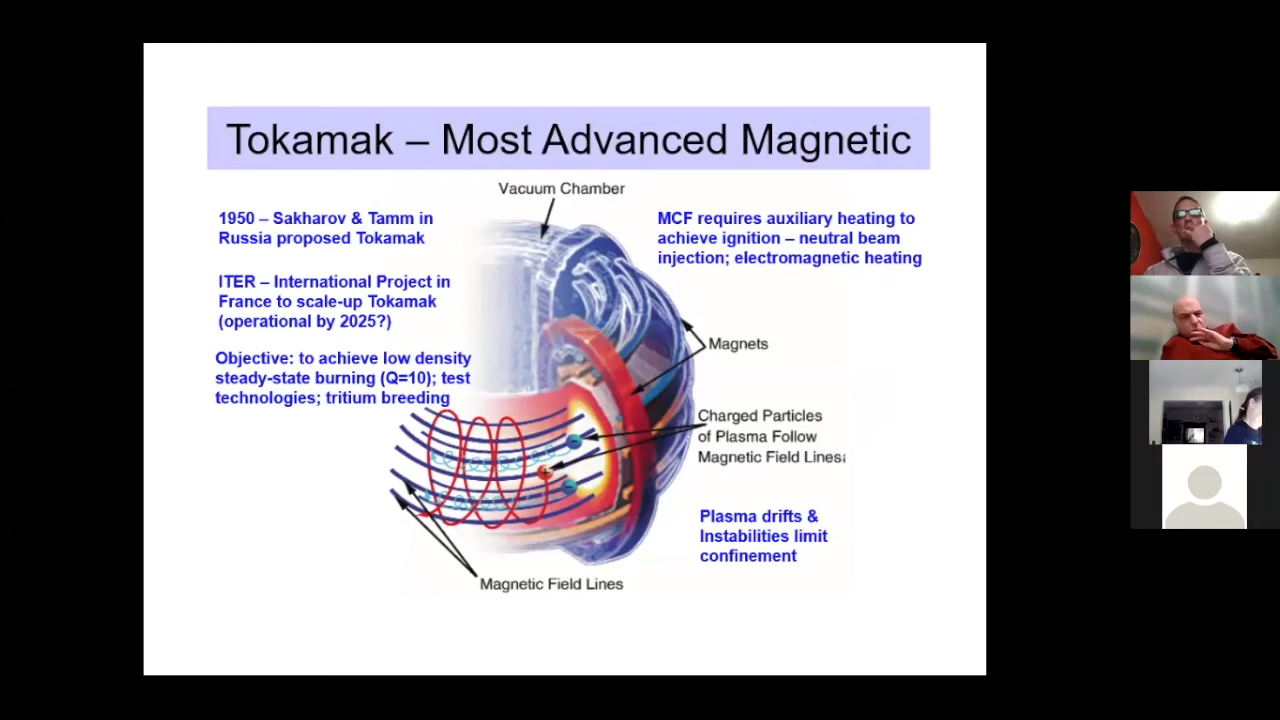 Tokamak – Most Advanced Magnetic
Vacuum Chamber
1950 – Sakharov & Tamm in
Russia proposed Tokamak
MCF requires auxiliary heating to
achieve ignition – neutral beam
injection; electromagnetic heating
ITER – International Project in
France to scale-up Tokamak
(operational by 2025?)
Magnets
Objective: to achieve low density
steady-state burning (Q=10); test
technologies; tritium breeding
Charged Particles
of Plasma Follow
Magnetic Field Lines
Plasma drifts &
Instabilities limit
confinement
Magnetic Field Lines